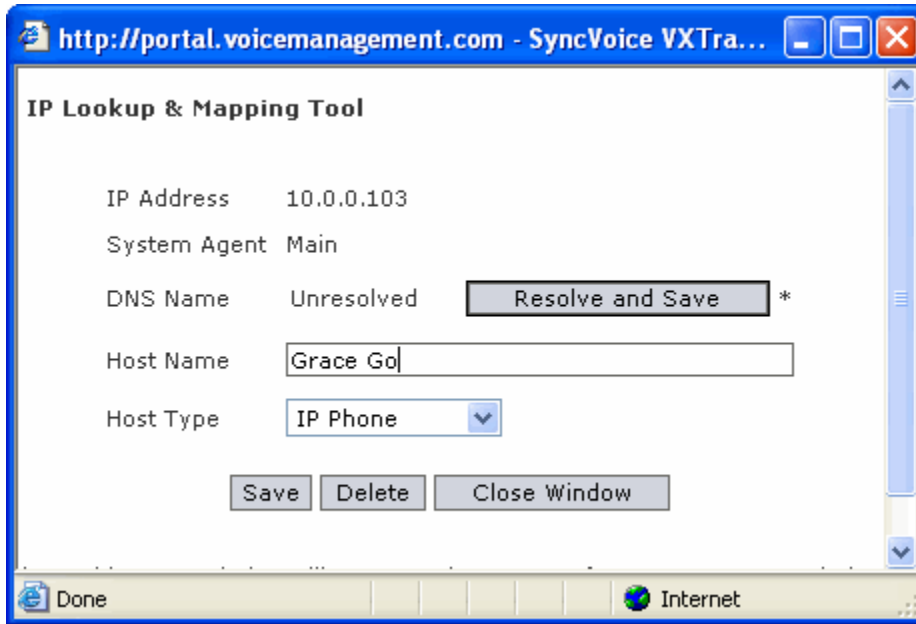 http://portal.voicemanagement.com - SyncVoice VXTra...
IP Lookup & Mapping Tool
IP Address 10.0.0.103
System Agent Main
DNS Name Unresolved Resolve and Save *
Host Name Grace Go
Host Type IP Phone
Save Delete Close Window
Done Internet